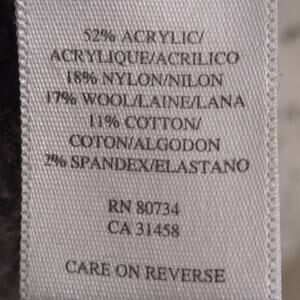 52% ACRYLIC/
ACRYLIQUE/ACRILICO
18% NYLON/NILON
17% WOOL/LAINE/LANA
11% COTTON/
COTON/ALGODON
2% SPANDEX/ELASTANO
RN 80734
CA 31458
CARE ON REVERSE